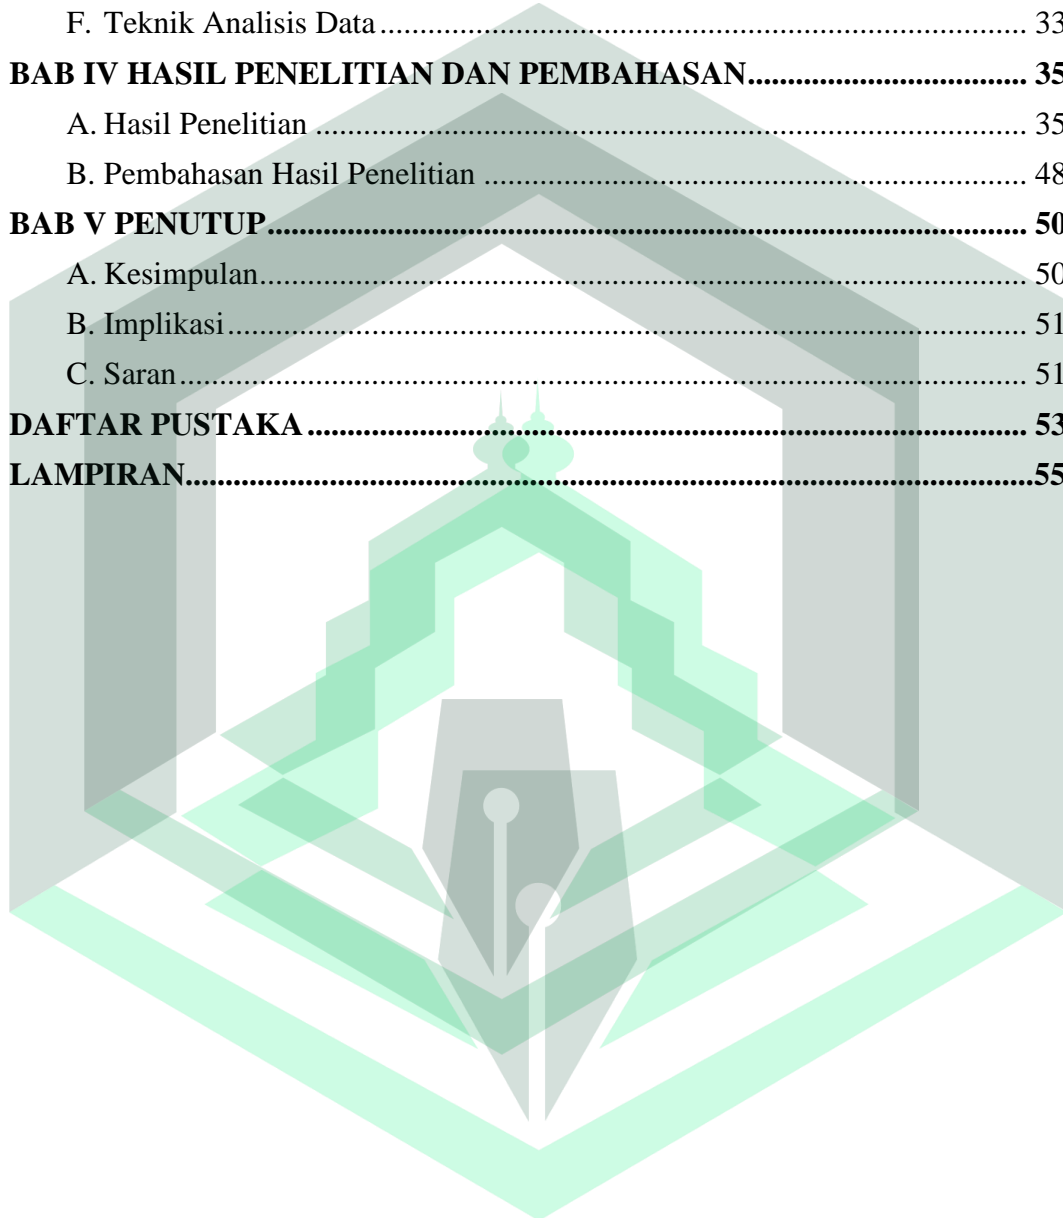 F. Teknik Analisis Data ........................................................................ 33
BAB IV HASIL PENELITIAN DAN PEMBAHASAN .................................. 35
A. Hasil Penelitian ........................................................................ 35
B. Pembahasan Hasil Penelitian ........................................................................ 48
BAB V PENUTUP ........................................................................ 50
A. Kesimpulan ........................................................................ 50
B. Implikasi ........................................................................ 51
C. Saran ........................................................................ 51
DAFTAR PUSTAKA ........................................................................ 53
LAMPIRAN ........................................................................ 55